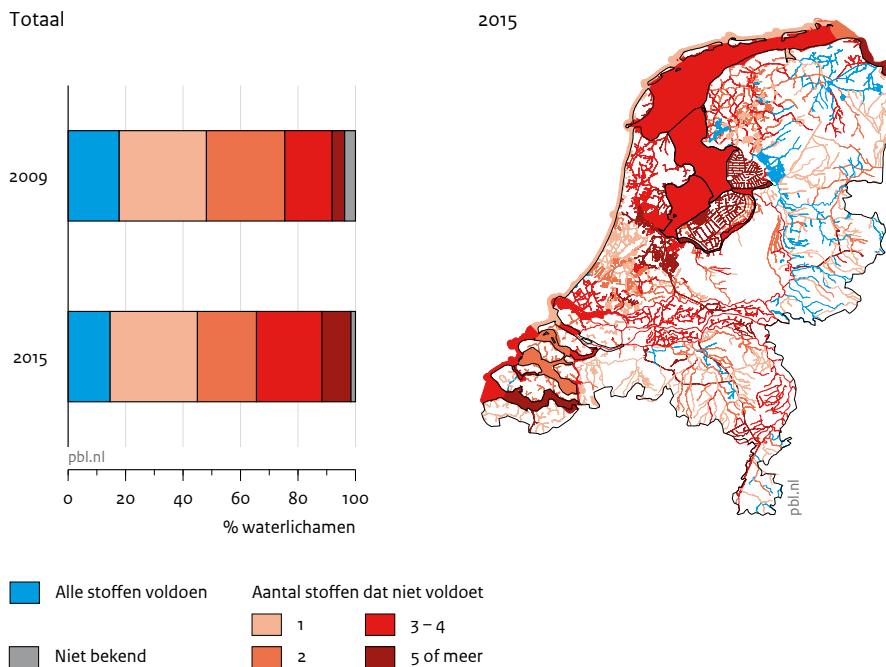 Totaal
2015
2009
2015
pbl.nl
0 20 40 60 80 100
% waterlichamen
pbl.nl
Alle stoffen voldoen
Aantal stoffen dat niet voldoet
1
3 – 4
Niet bekend
2
5 of meer